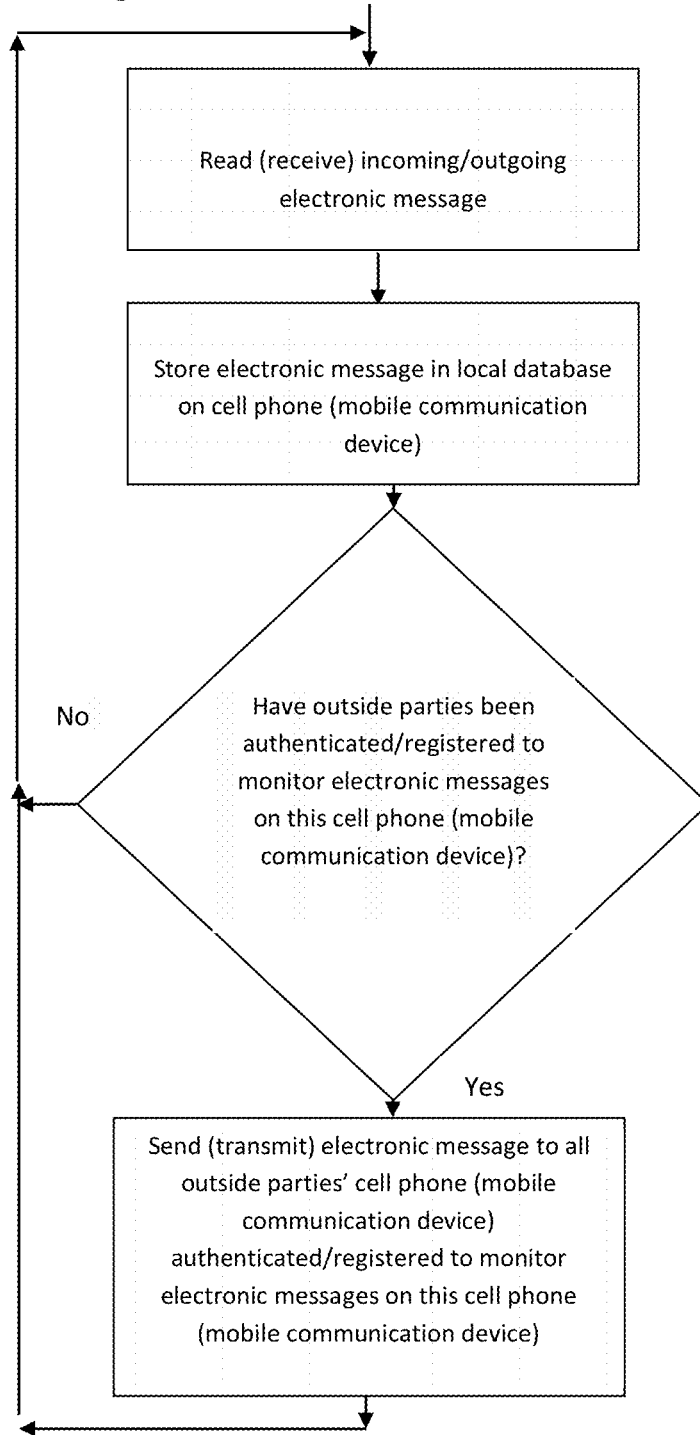 Read (receive) incoming/outgoing
electronic message
Store electronic message in local database
on cell phone (mobile communication
device)
No
Have outside parties been
authenticated/registered to
monitor electronic messages
on this cell phone (mobile
communication device)?
Yes
Send (transmit) electronic message to all
outside parties’ cell phone (mobile
communication device)
authenticated/registered to monitor
electronic messages on this cell phone
(mobile communication device)